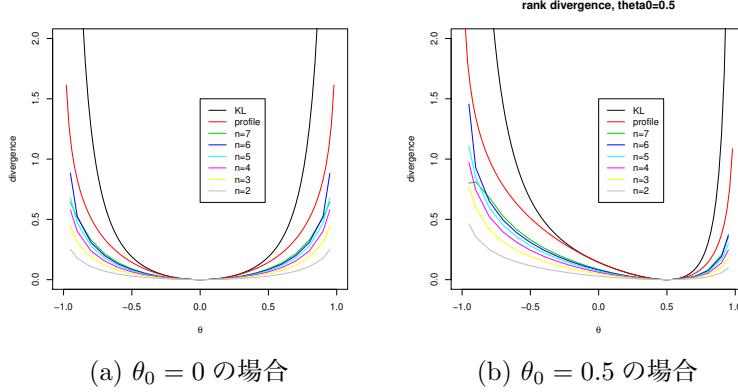 2.0
1.5
1.0
0.5
0.0
divergence
KL
profile
n=7
n=6
n=5
n=4
n=3
n=2
−1.0 −0.5 0.0 0.5 1.0
θ
(a) θ0 = 0 の場合
rank divergence, theta0=0.5
2.0
1.5
1.0
0.5
0.0
divergence
KL
profile
n=7
n=6
n=5
n=4
n=3
n=2
−1.0 −0.5 0.0 0.5 1.0
θ
(b) θ0 = 0.5 の場合